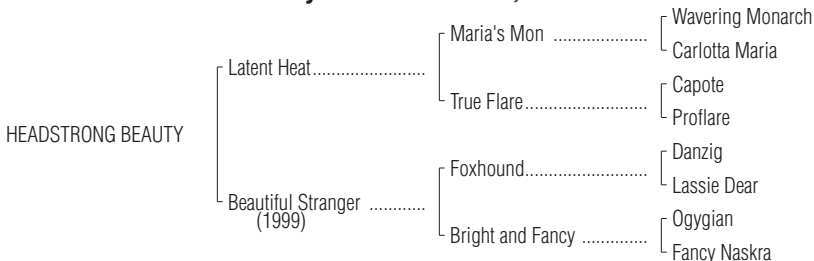 Wavering Monarch
Maria's Mon ....................
Carlotta Maria
Latent Heat........................
Capote
True Flare..........................
Proflare
HEADSTRONG BEAUTY
Danzig
Foxhound..........................
Lassie Dear
Beautiful Stranger ............
(1999)
Ogygian
Bright and Fancy ..............
Fancy Naskra